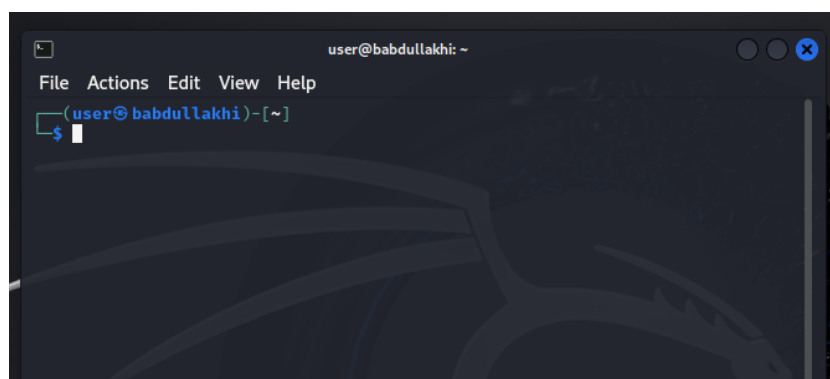 user@babdullakhi: ~
File Actions Edit View Help
┌──(user㉿babdullakhi)-[~]
└─$